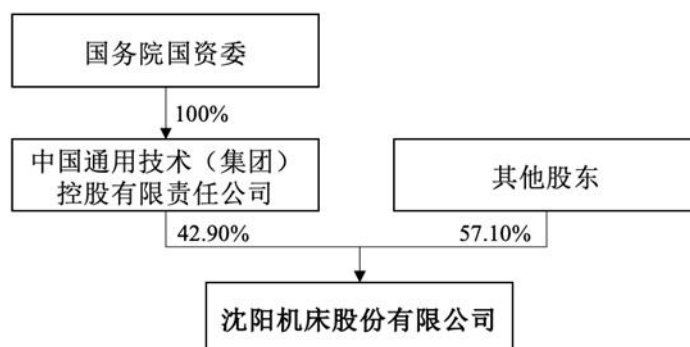 国务院国资委
100%
中国通用技术（集团）
控股有限责任公司
其他股东
42.90%
57.10%
沈阳机床股份有限公司